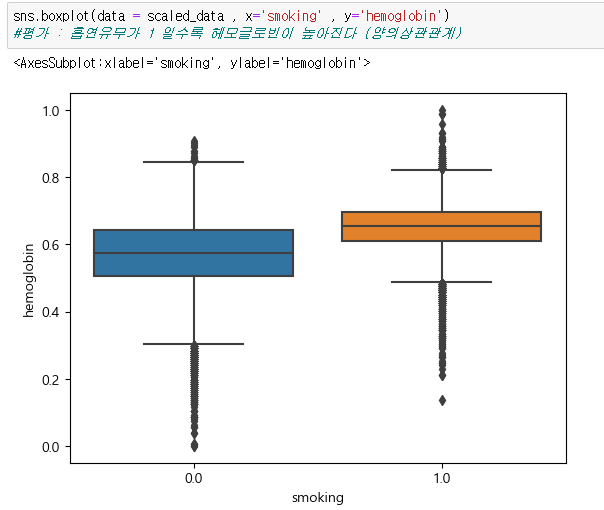 sns.boxplot(data = scaled_data , x='smoking' , y='hemoglobin')
#평가 : 흡연유무가 1 일수록 헤모글로빈이 높아진다 (양의상관관계)
<AxesSubplot:xlabel='smoking', ylabel='hemoglobin'>
1.0
0.8
0.6
0.4
0.2
0.0
hemoglobin
0.0
1.0
smoking